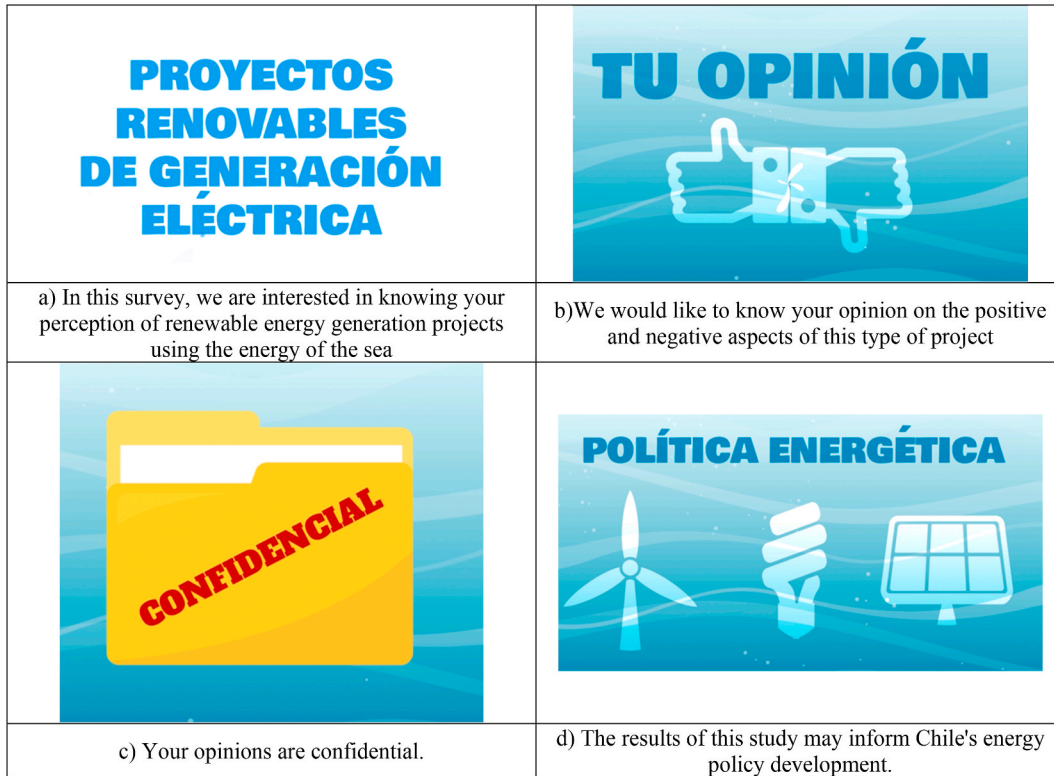 PROYECTOS
RENOVABLES
DE GENERACIÓN
ELÉCTRICA
TU OPINIÓN
a) In this survey, we are interested in knowing your
perception of renewable energy generation projects
using the energy of the sea
b)We would like to know your opinion on the positive
and negative aspects of this type of project
CONFIDENCIAL
POLÍTICA ENERGÉTICA
c) Your opinions are confidential.
d) The results of this study may inform Chile's energy
policy development.